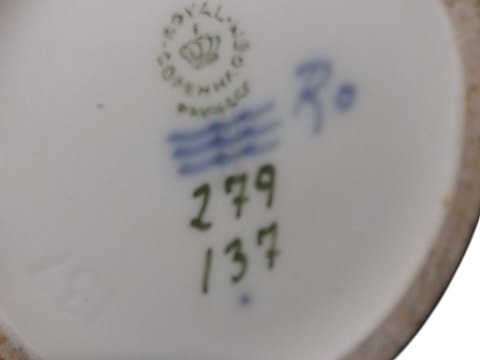 ROYAL
COPENHAGEN
DENMARK
Ro
279
137